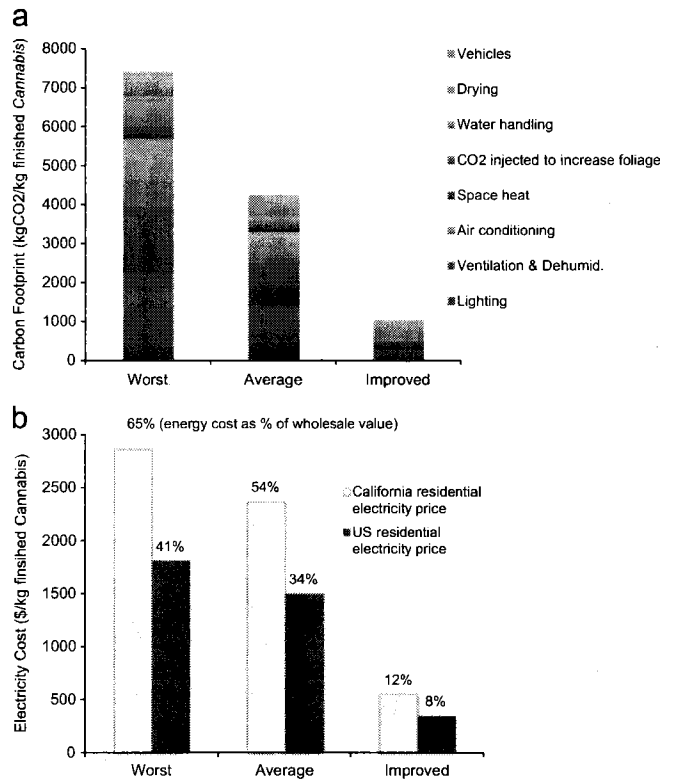 a
Carbon Footprint (kgCO2/kg finished Cannabis)
8000
7000
6000
5000
4000
3000
2000
1000
0
Worst
Average
Improved
Vehicles
Drying
Water handling
CO2 injected to increase foliage
Space heat
Air conditioning
Ventilation & Dehumid.
Lighting
b
65% (energy cost as % of wholesale value)
Electricity Cost ($/kg finsihed Cannabis)
3000
2500
2000
1500
1000
500
0
41%
54%
34%
12%
8%
California residential
electricity price
US residential
electricity price
Worst
Average
Improved